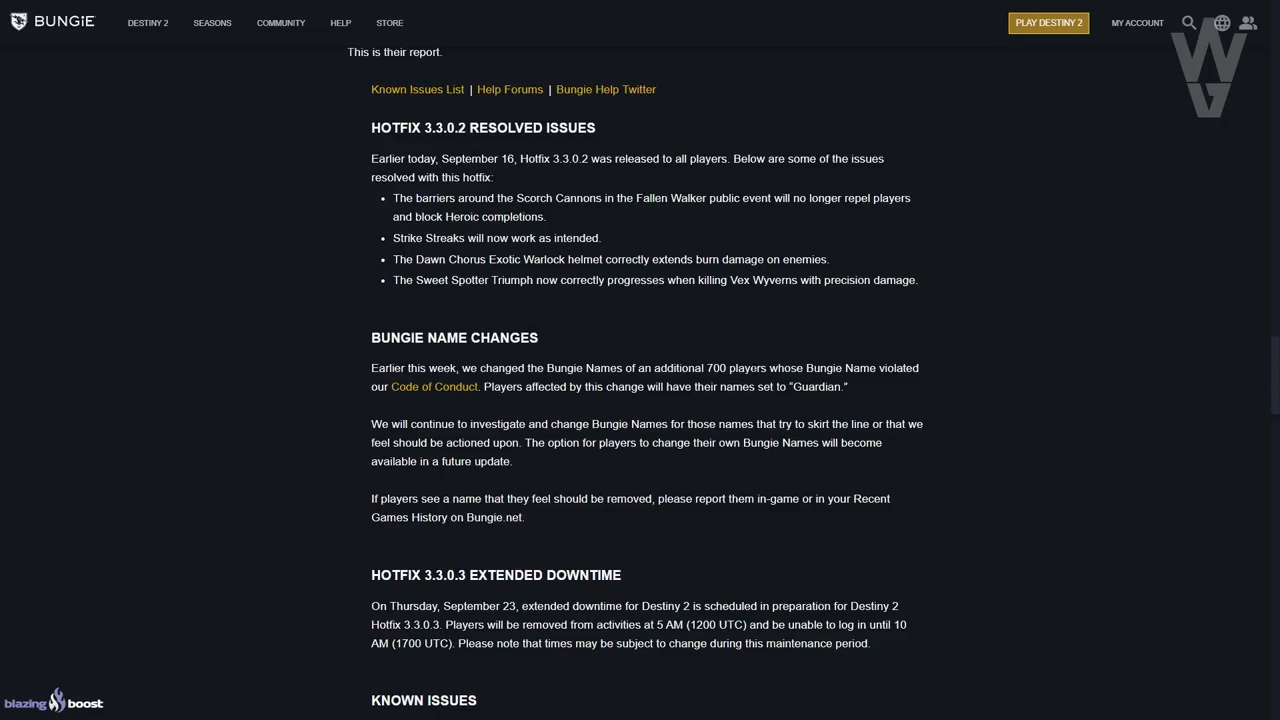 BUNGiE DESTINY 2 SEASONS COMMUNITY HELP STORE PLAY DESTINY 2 MY ACCOUNT
This is their report.
Known Issues List | Help Forums | Bungie Help Twitter
HOTFIX 3.3.0.2 RESOLVED ISSUES
Earlier today, September 16, Hotfix 3.3.0.2 was released to all players. Below are some of the issues
resolved with this hotfix:
• The barriers around the Scorch Cannons in the Fallen Walker public event will no longer repel players
and block Heroic completions.
• Strike Streaks will now work as intended.
• The Dawn Chorus Exotic Warlock helmet correctly extends burn damage on enemies.
• The Sweet Spotter Triumph now correctly progresses when killing Vex Wyverns with precision damage.
BUNGIE NAME CHANGES
Earlier this week, we changed the Bungie Names of an additional 700 players whose Bungie Name violated
our Code of Conduct. Players affected by this change will have their names set to “Guardian.”
We will continue to investigate and change Bungie Names for those names that try to skirt the line or that we
feel should be actioned upon. The option for players to change their own Bungie Names will become
available in a future update.
If players see a name that they feel should be removed, please report them in-game or in your Recent
Games History on Bungie.net.
HOTFIX 3.3.0.3 EXTENDED DOWNTIME
On Thursday, September 23, extended downtime for Destiny 2 is scheduled in preparation for Destiny 2
Hotfix 3.3.0.3. Players will be removed from activities at 5 AM (1200 UTC) and be unable to log in until 10
AM (1700 UTC). Please note that times may be subject to change during this maintenance period.
KNOWN ISSUES
blazing boost